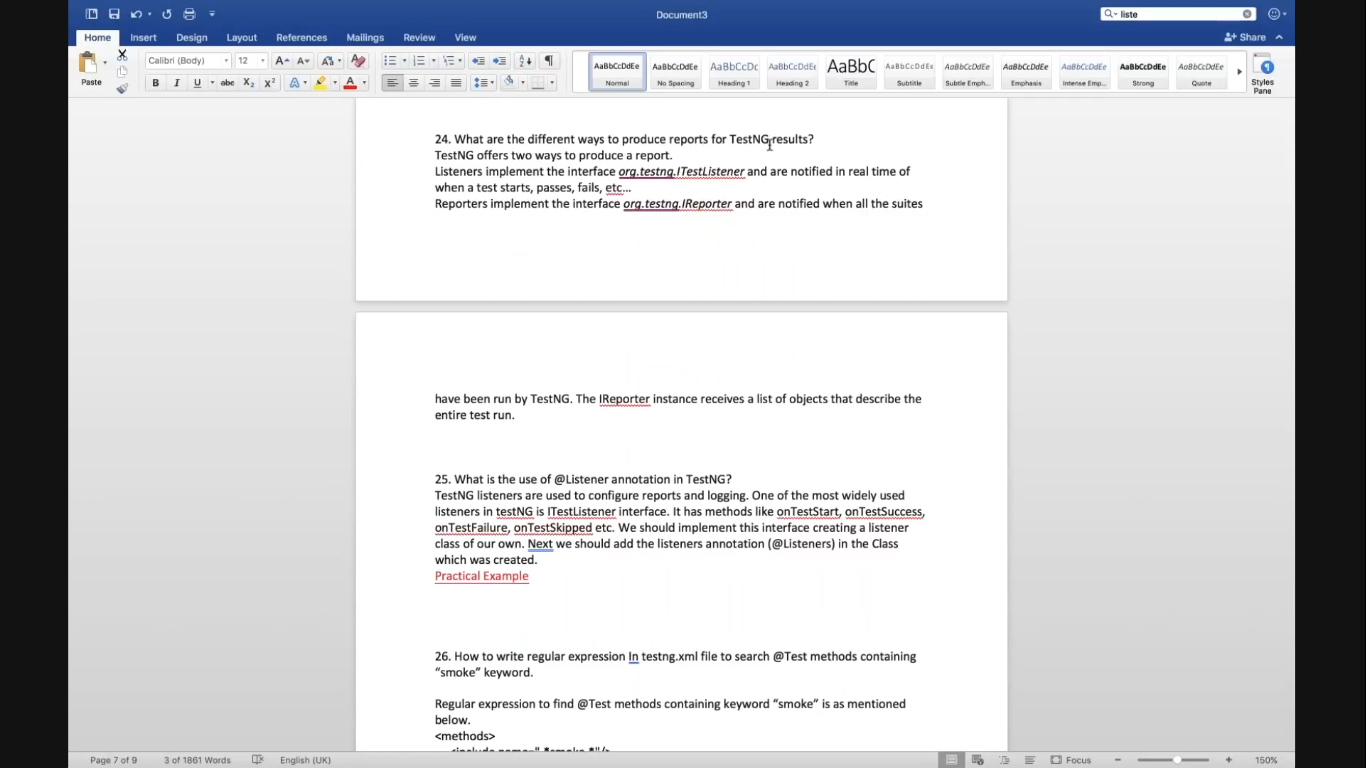 Document3
liste
Home Insert Design Layout References Mailings Review View
Share
Paste
Calibri (Body) 12
AaBbCcDdEe AaBbCcDdEe AaBbCcDc AaBbCcDdEe AaBbC AaBbCcDdEe AaBbCcDdEe AaBbCcDdEe AaBbCcDdEe AaBbCcDdEe AaBbCcDdEe
Normal No Spacing Heading 1 Heading 2 Title Subtitle Subtle Emph... Emphasis Intense Emp... Strong Quote
Styles Pane
24. What are the different ways to produce reports for TestNG results?
TestNG offers two ways to produce a report.
Listeners implement the interface org.testng.ITestListener and are notified in real time of
when a test starts, passes, fails, etc...
Reporters implement the interface org.testng.IReporter and are notified when all the suites
have been run by TestNG. The IReporter instance receives a list of objects that describe the
entire test run.
25. What is the use of @Listener annotation in TestNG?
TestNG listeners are used to configure reports and logging. One of the most widely used
listeners in testNG is ITestListener interface. It has methods like onTestStart, onTestSuccess,
onTestFailure, onTestSkipped etc. We should implement this interface creating a listener
class of our own. Next we should add the listeners annotation (@Listeners) in the Class
which was created.
Practical Example
26. How to write regular expression In testng.xml file to search @Test methods containing
“smoke” keyword.
Regular expression to find @Test methods containing keyword “smoke” is as mentioned
below.
<methods>
<include name=".*smoke.*"/>
Page 7 of 9 3 of 1861 Words English (UK) Focus 150%